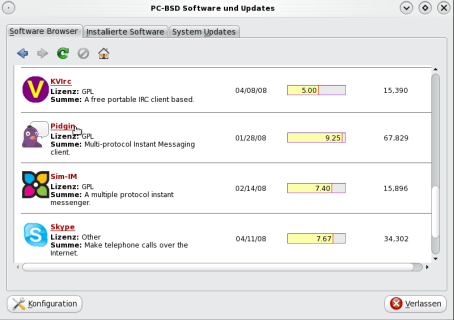 PC-BSD Software und Updates
Software Browser Installierte Software System Updates
KVIrc
Lizenz: GPL
Summe: A free portable IRC client based.
04/08/08 5.00 15,390
Pidgin
Lizenz: GPL
Summe: Multi-protocol Instant Messaging
client.
01/28/08 9.25 67,829
Sim-IM
Lizenz: GPL
Summe: A multiple protocol instant
messenger.
02/14/08 7.40 15,896
Skype
Lizenz: Other
Summe: Make telephone calls over the
Internet.
04/11/08 7.67 34,302
Konfiguration Verlassen